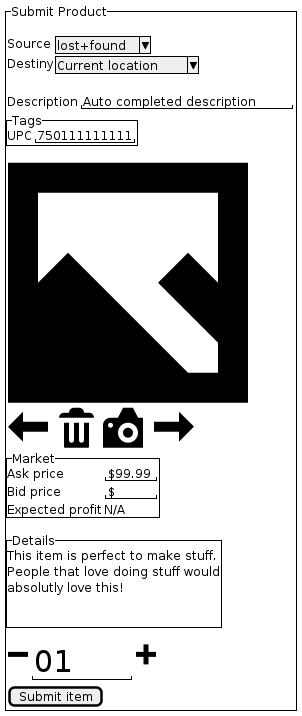 Submit Product
Source lost+found
Destiny Current location
Description Auto completed description
Tags
UPC 750111111111
Market
Ask price $99.99
Bid price $
Expected profit N/A
Details
This item is perfect to make stuff.
People that love doing stuff would
absolutly love this!
01
Submit item